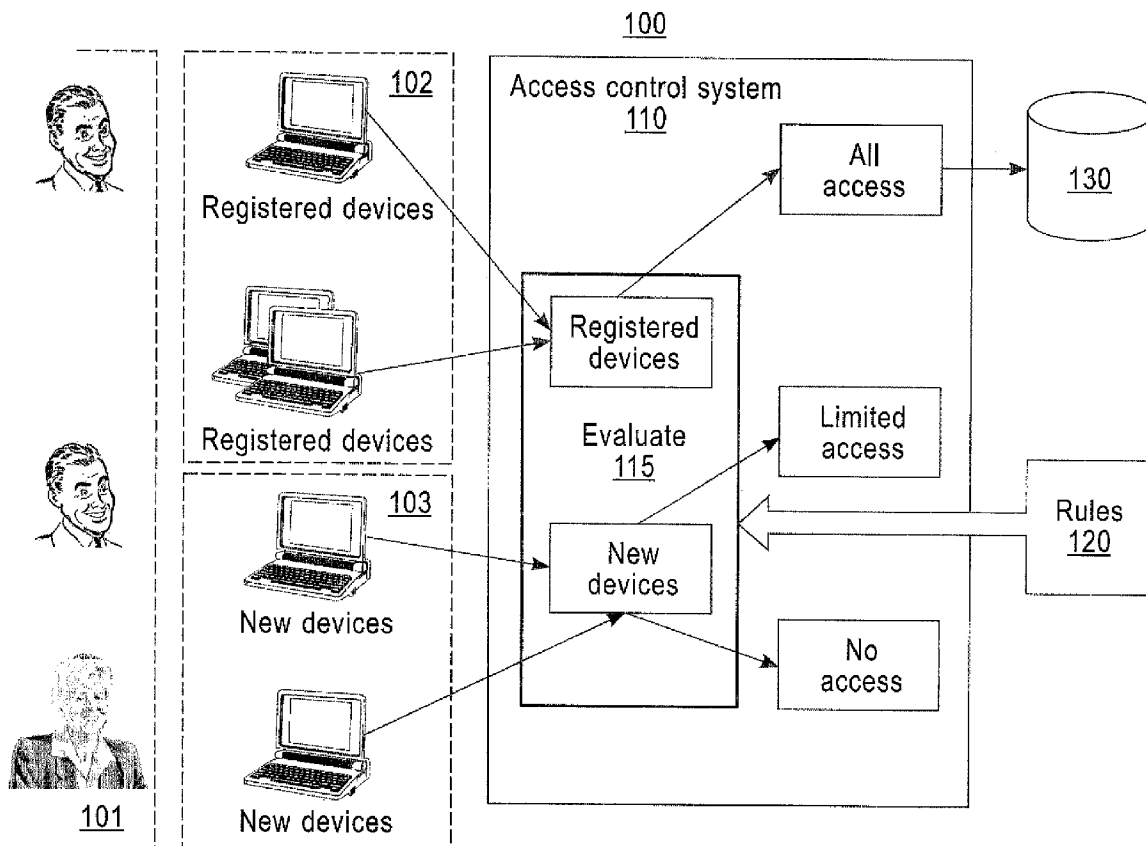 100
102
Registered devices
Registered devices
103
New devices
New devices
101
Access control system
110
All
access
130
Registered
devices
Evaluate
115
Limited
access
New
devices
No
access
Rules
120